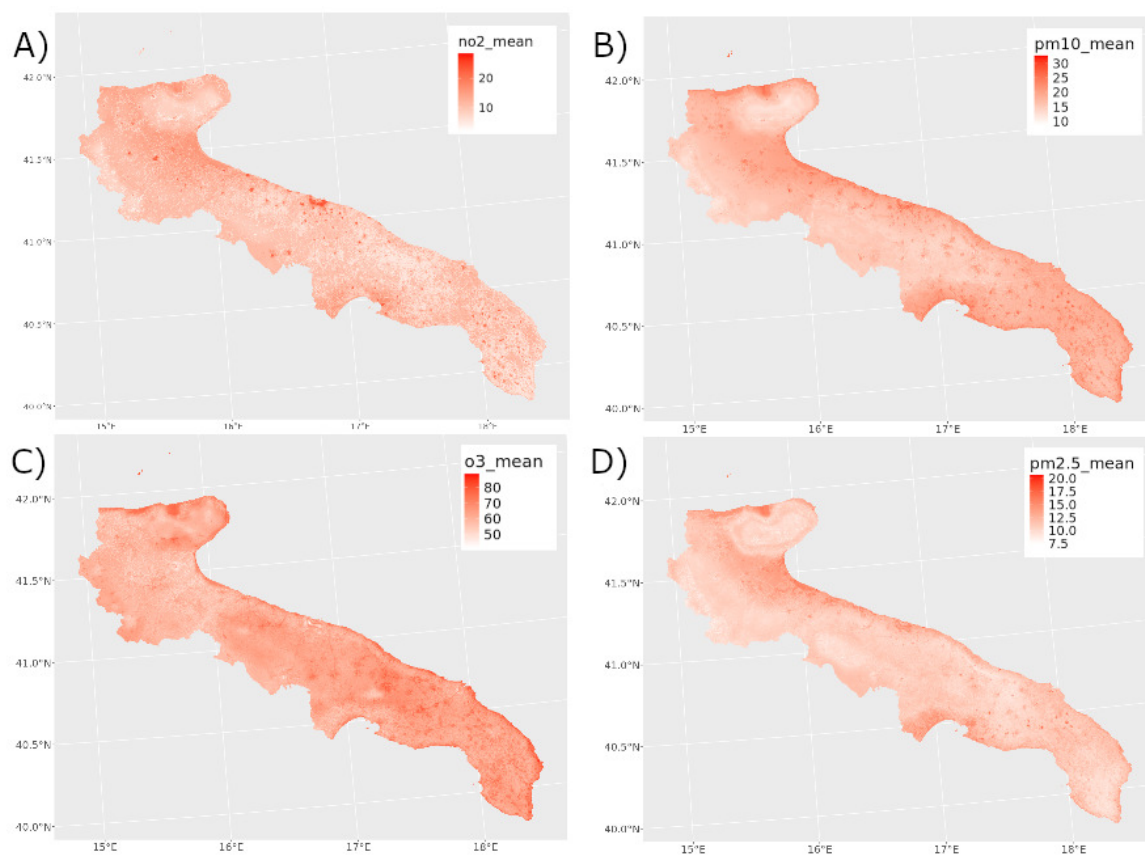 A)
no2_mean
20
10
42.0°N
41.5°N
41.0°N
40.5°N
40.0°N
15°E
16°E
17°E
18°E
B)
pm10_mean
30
25
20
15
10
42.0°N
41.5°N
41.0°N
40.5°N
40.0°N
15°E
16°E
17°E
18°E
C)
o3_mean
80
70
60
50
42.0°N
41.5°N
41.0°N
40.5°N
40.0°N
15°E
16°E
17°E
18°E
D)
pm2.5_mean
20.0
17.5
15.0
12.5
10.0
7.5
42.0°N
41.5°N
41.0°N
40.5°N
40.0°N
15°E
16°E
17°E
18°E